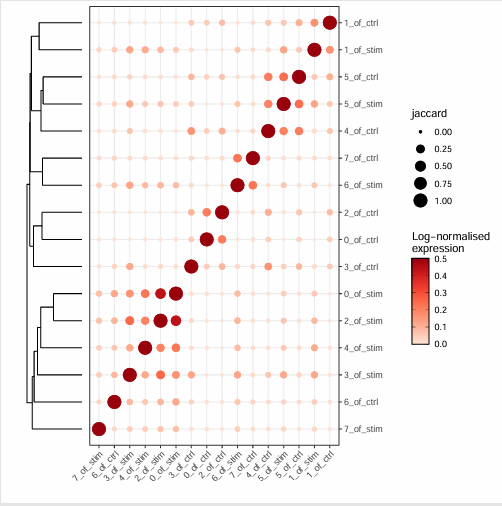 1_of_ctrl
1_of_stim
5_of_ctrl
5_of_stim
4_of_ctrl
7_of_ctrl
6_of_stim
2_of_ctrl
0_of_ctrl
3_of_ctrl
0_of_stim
2_of_stim
4_of_stim
3_of_stim
6_of_ctrl
7_of_stim
7_of_stim
6_of_ctrl
3_of_stim
4_of_stim
2_of_stim
0_of_stim
3_of_ctrl
0_of_ctrl
2_of_ctrl
6_of_stim
7_of_ctrl
4_of_ctrl
5_of_stim
5_of_ctrl
1_of_stim
1_of_ctrl
jaccard
0.00
0.25
0.50
0.75
1.00
Log-normalised
expression
0.5
0.4
0.3
0.2
0.1
0.0